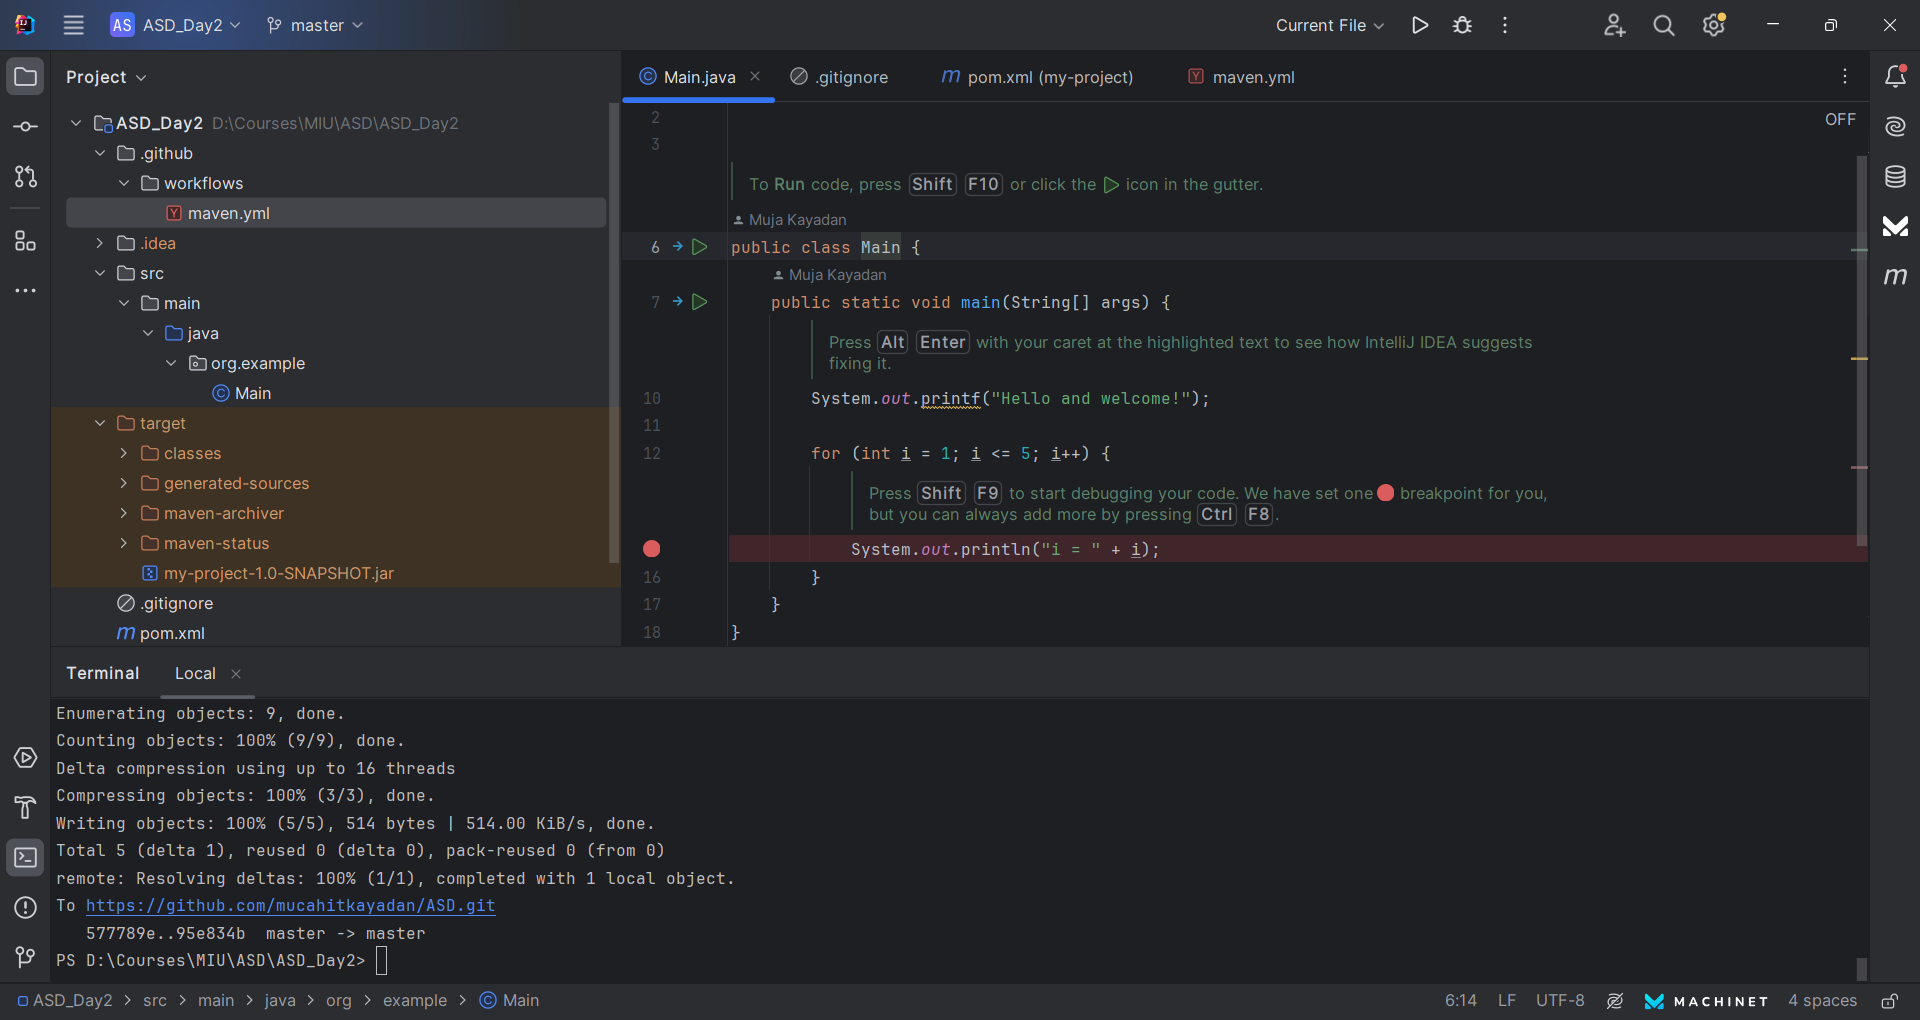 AS ASD_Day2 master Current File
Project
Main.java .gitignore m pom.xml (my-project) Y maven.yml
ASD_Day2 D:\Courses\MIU\ASD\ASD_Day2
.github
workflows
Y maven.yml
.idea
src
main
java
org.example
C Main
target
classes
generated-sources
maven-archiver
maven-status
my-project-1.0-SNAPSHOT.jar
.gitignore
m pom.xml
OFF
2
3
To Run code, press Shift F10 or click the icon in the gutter.
Muja Kayadan
6 public class Main {
Muja Kayadan
7 public static void main(String[] args) {
Press Alt Enter with your caret at the highlighted text to see how IntelliJ IDEA suggests
fixing it.
10 System.out.printf("Hello and welcome!");
11
12 for (int i = 1; i <= 5; i++) {
Press Shift F9 to start debugging your code. We have set one breakpoint for you,
but you can always add more by pressing Ctrl F8.
System.out.println("i = " + i);
16 }
17 }
18 }
m
Terminal Local
Enumerating objects: 9, done.
Counting objects: 100% (9/9), done.
Delta compression using up to 16 threads
Compressing objects: 100% (3/3), done.
Writing objects: 100% (5/5), 514 bytes | 514.00 KiB/s, done.
Total 5 (delta 1), reused 0 (delta 0), pack-reused 0 (from 0)
remote: Resolving deltas: 100% (1/1), completed with 1 local object.
To https://github.com/mucahitkayadan/ASD.git
577789e..95e834b master -> master
PS D:\Courses\MIU\ASD\ASD_Day2>
ASD_Day2 > src > main > java > org > example > C Main
6:14 LF UTF-8 MACHINET 4 spaces